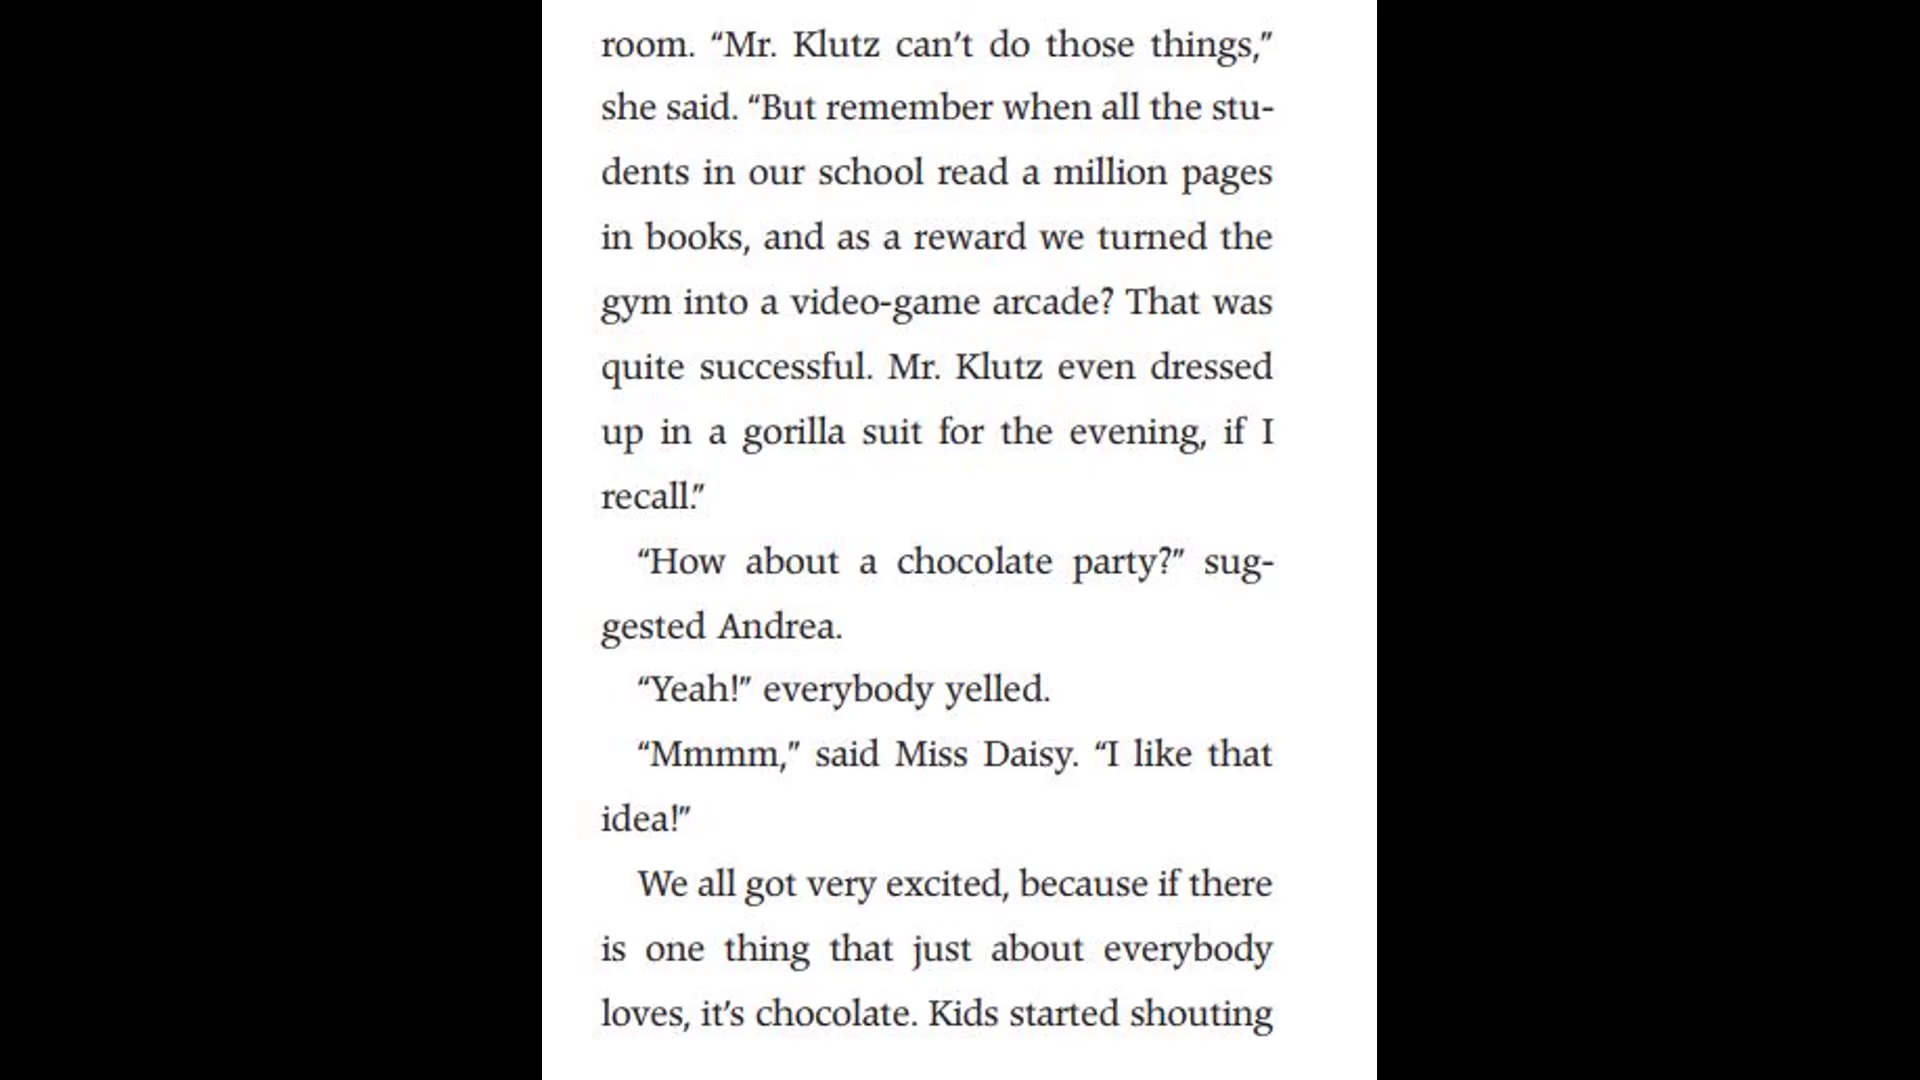 room. “Mr. Klutz can’t do those things,”
she said. “But remember when all the stu-
dents in our school read a million pages
in books, and as a reward we turned the
gym into a video-game arcade? That was
quite successful. Mr. Klutz even dressed
up in a gorilla suit for the evening, if I
recall.”
“How about a chocolate party?” sug-
gested Andrea.
“Yeah!” everybody yelled.
“Mmmm,” said Miss Daisy. “I like that
idea!”
We all got very excited, because if there
is one thing that just about everybody
loves, it’s chocolate. Kids started shouting